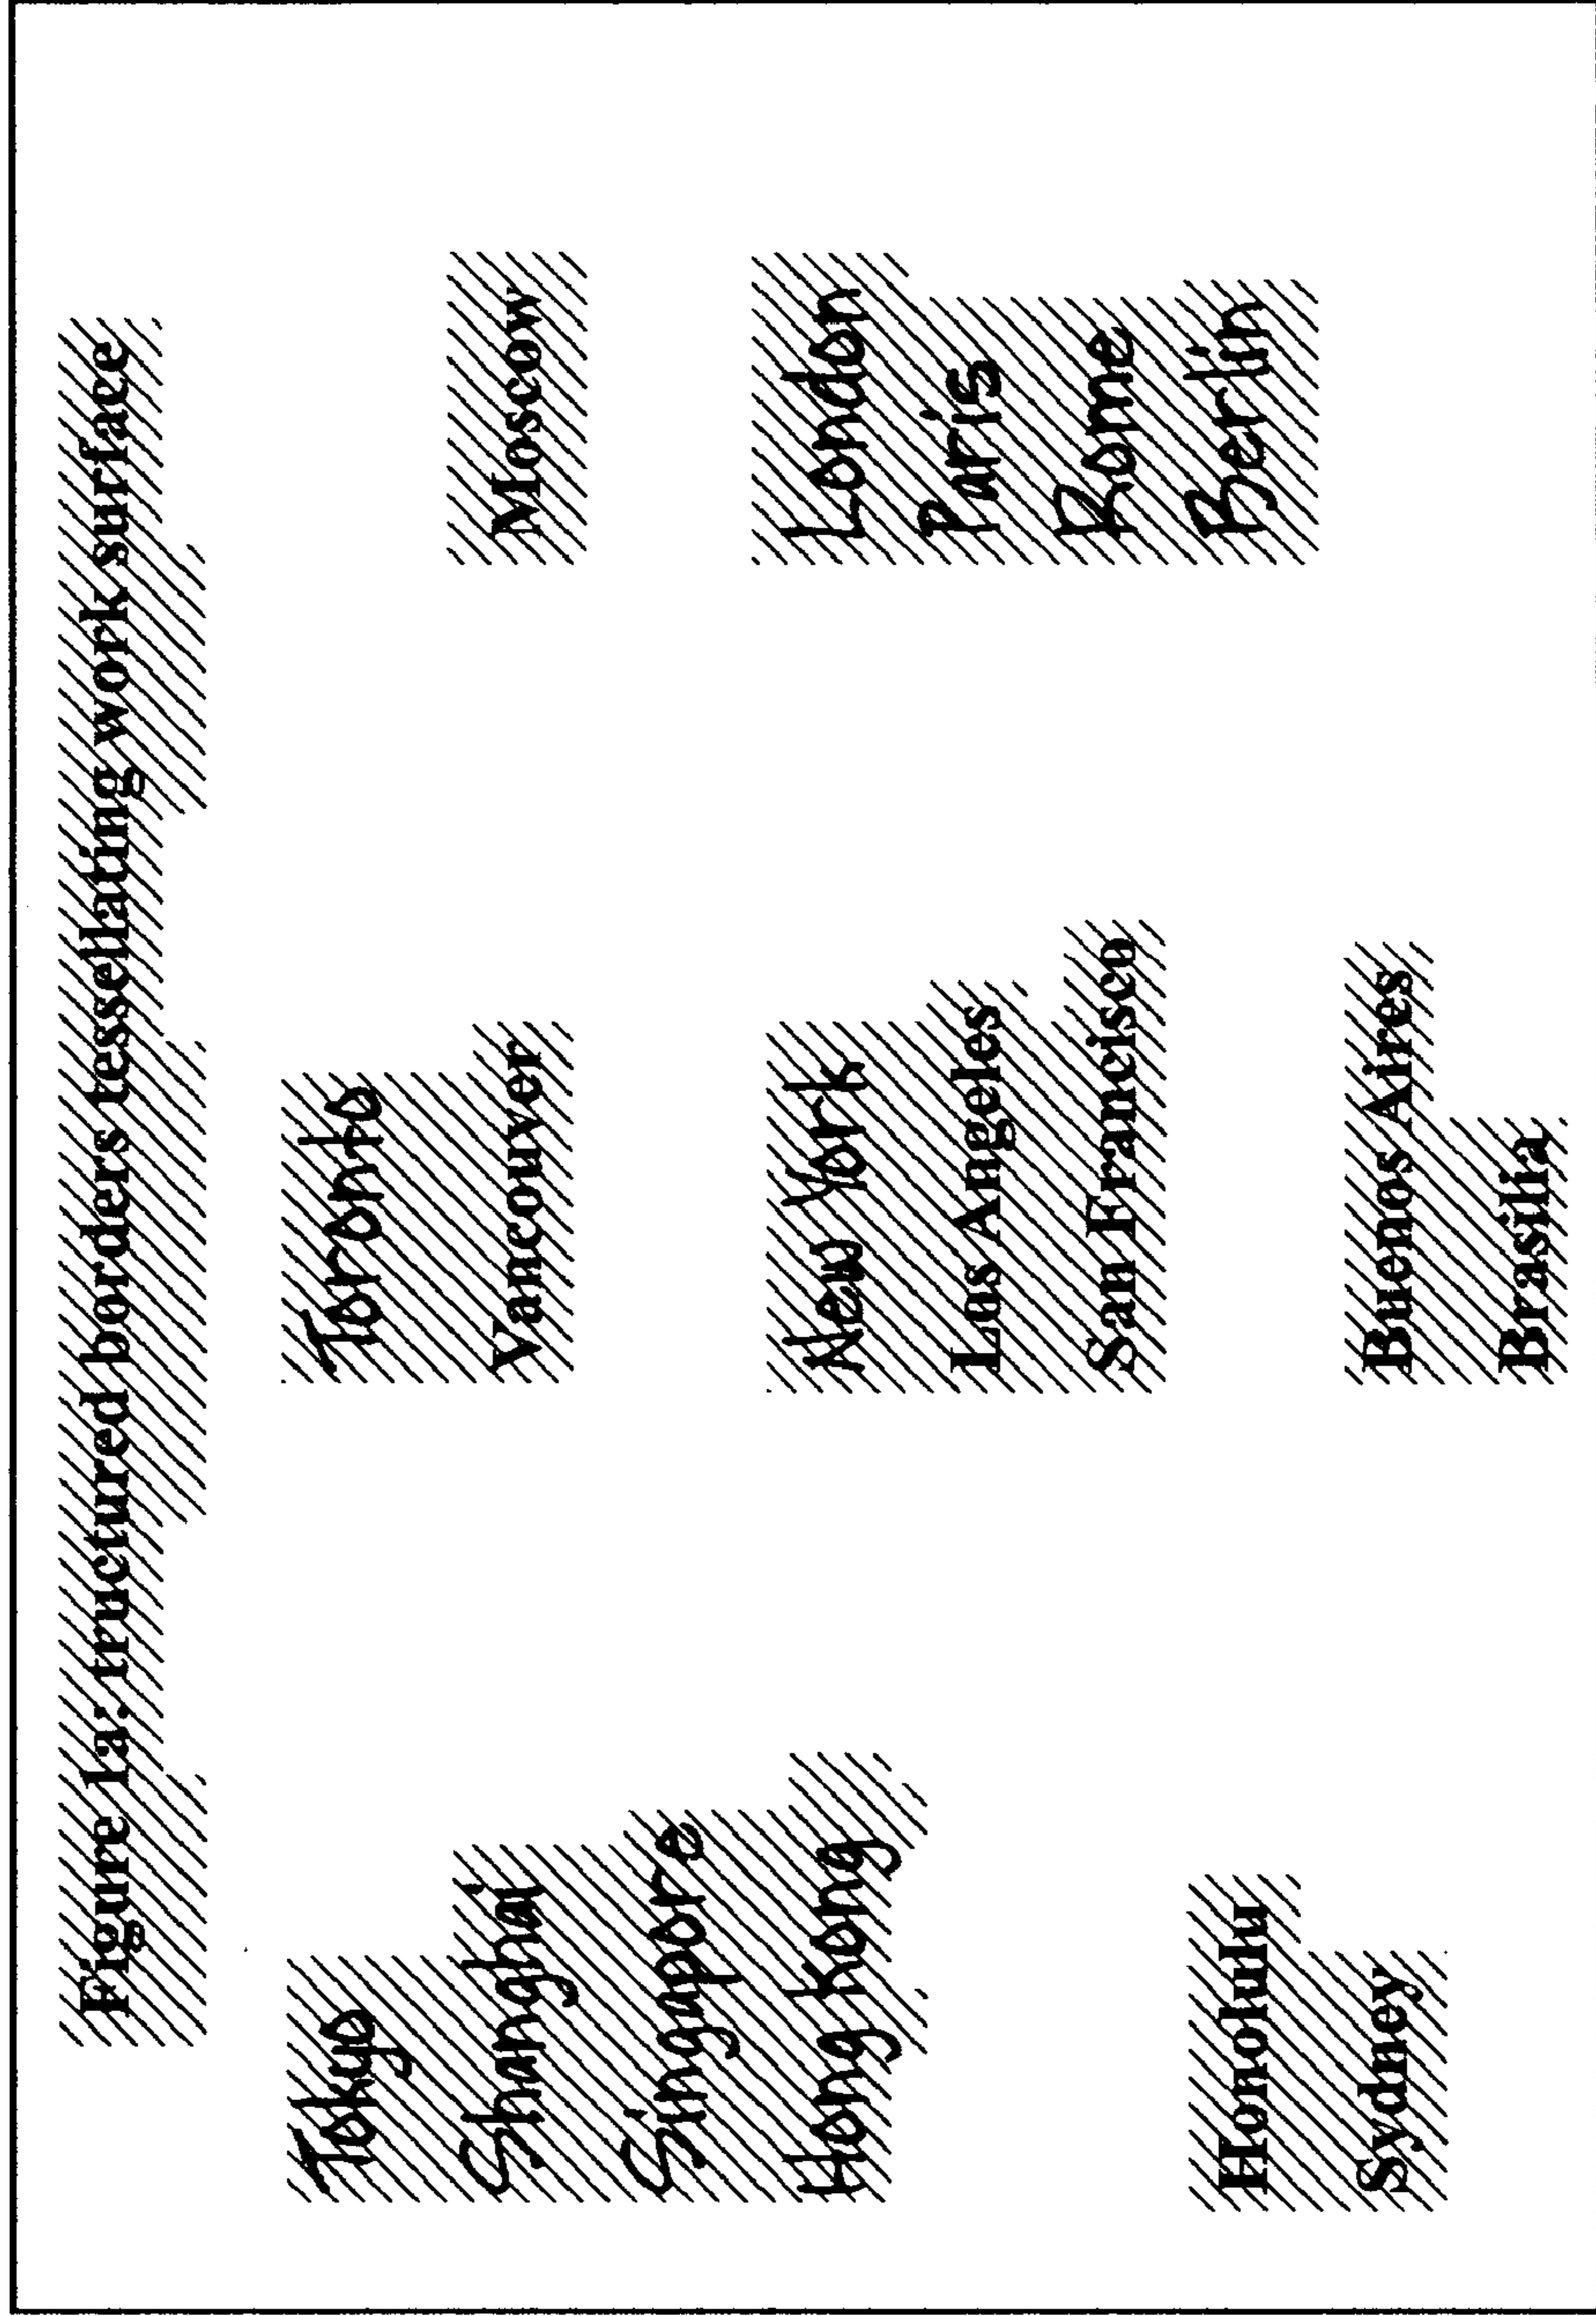 Figure 1a: inctured borders tessellating work surface
Tokyo
Shanghai
Singapore
Hong Kong
Honolulu
Sydney
Toronto
Vancouver
New York
Los Angeles
San Francisco
Buenos Aires
Brasilia
Moscow
London
Paris
Rome
Berlin